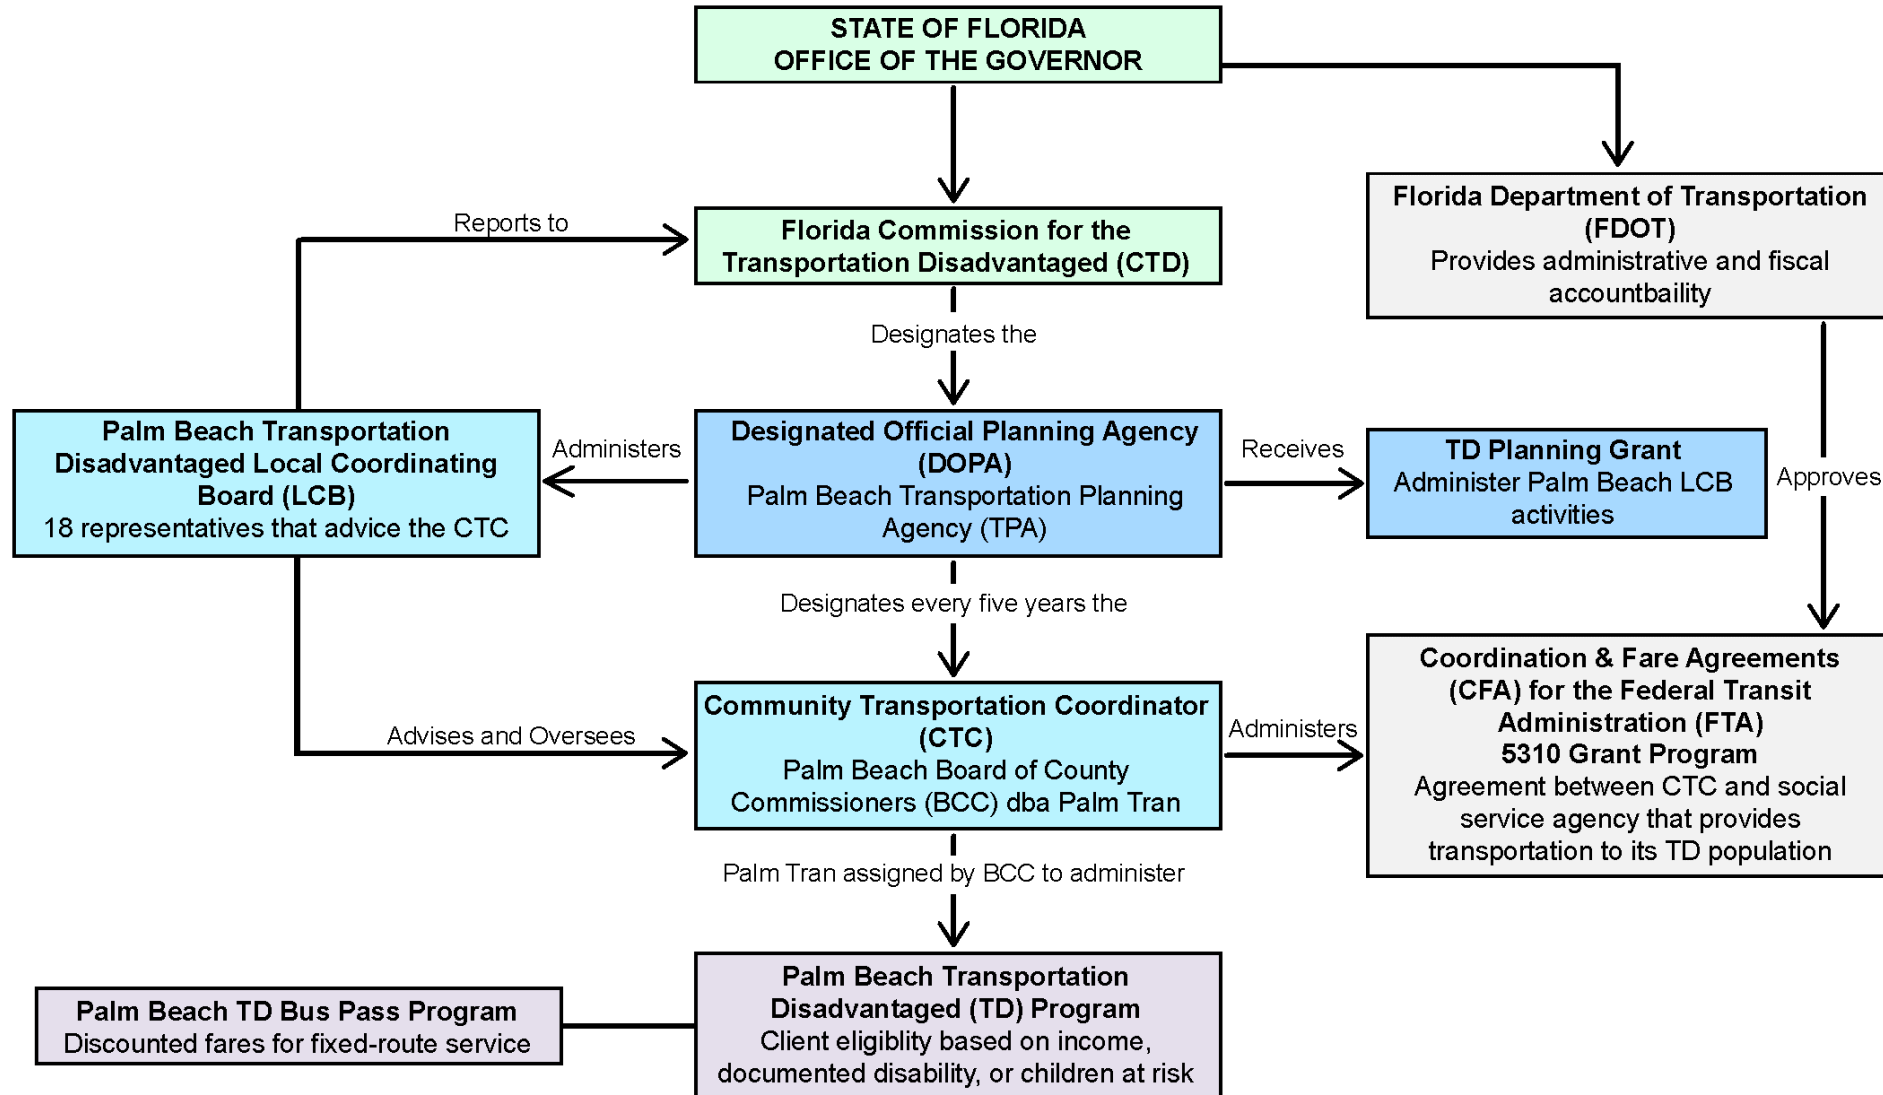 STATE OF FLORIDA
OFFICE OF THE GOVERNOR
Reports to
Florida Commission for the
Transportation Disadvantaged (CTD)
Florida Department of Transportation
(FDOT)
Provides administrative and fiscal
accountbaility
Designates the
Palm Beach Transportation
Disadvantaged Local Coordinating
Board (LCB)
18 representatives that advice the CTC
Administers
Designated Official Planning Agency
(DOPA)
Palm Beach Transportation Planning
Agency (TPA)
Receives
TD Planning Grant
Administer Palm Beach LCB
activities
Approves
Designates every five years the
Advises and Oversees
Community Transportation Coordinator
(CTC)
Palm Beach Board of County
Commissioners (BCC) dba Palm Tran
Administers
Coordination & Fare Agreements
(CFA) for the Federal Transit
Administration (FTA)
5310 Grant Program
Agreement between CTC and social
service agency that provides
transportation to its TD population
Palm Tran assigned by BCC to administer
Palm Beach TD Bus Pass Program
Discounted fares for fixed-route service
Palm Beach Transportation
Disadvantaged (TD) Program
Client eligiblity based on income,
documented disability, or children at risk